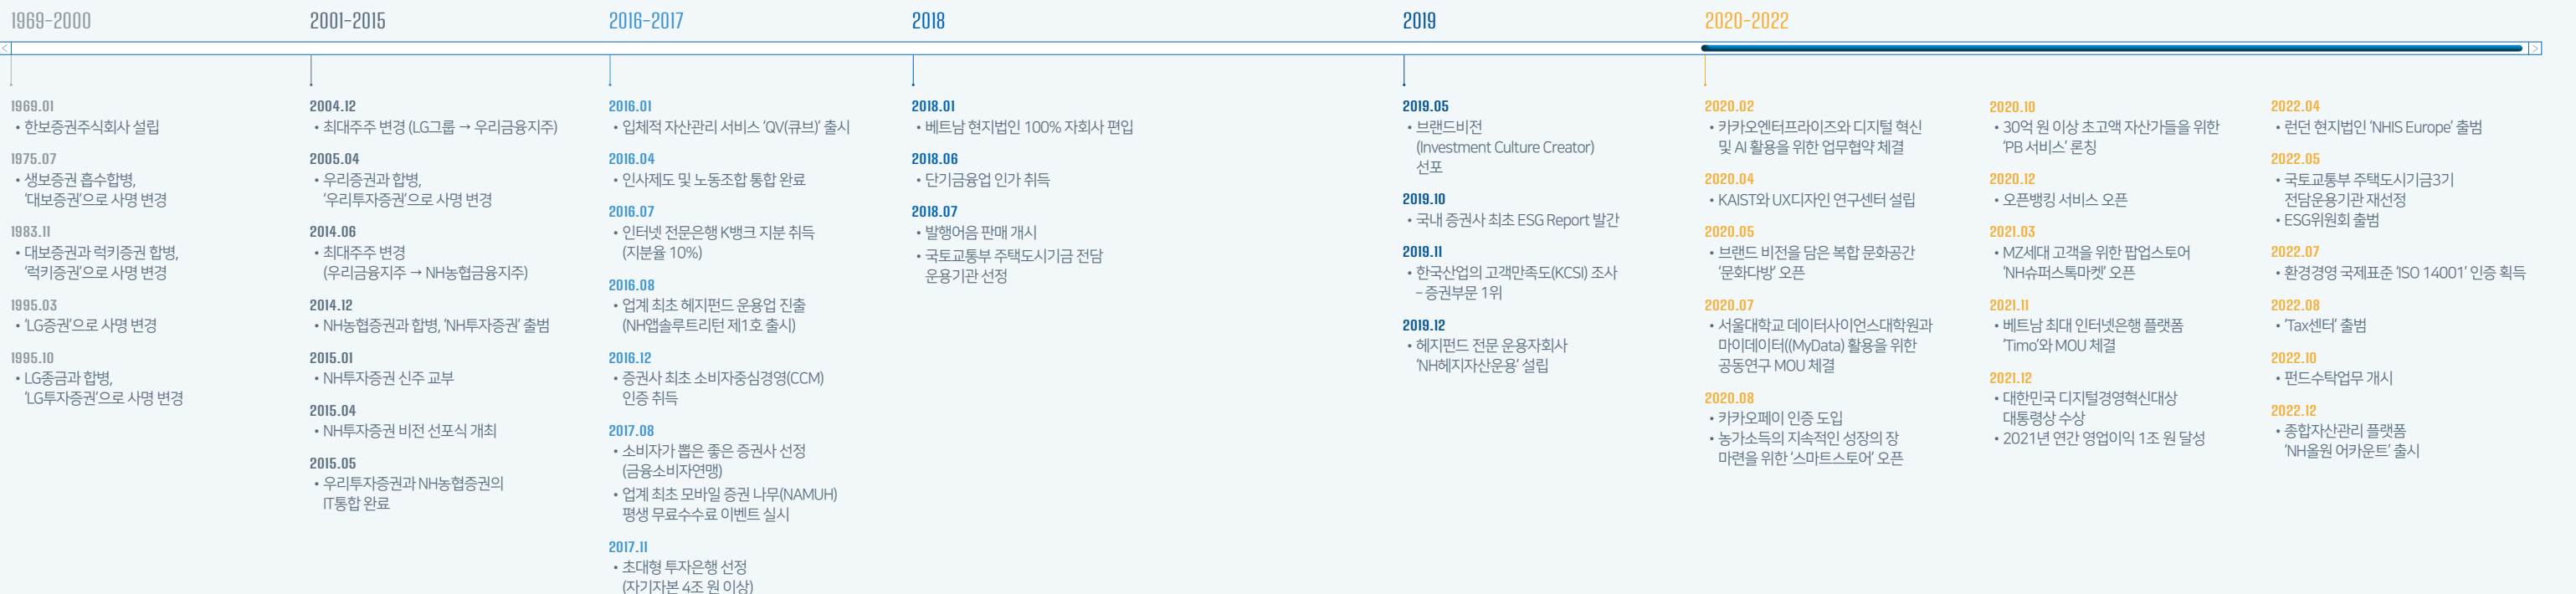 1969-2000
1969.01
• 한보증권주식회사 설립
1975.07
• 생보증권 흡수합병,
'대보증권'으로 사명 변경
1983.11
• 대보증권과 럭키증권 합병,
'럭키증권'으로 사명 변경
1995.03
• 'LG증권'으로 사명 변경
1995.10
• LG종금과 합병,
'LG투자증권'으로 사명 변경
2001-2015
2004.12
• 최대주주 변경 (LG그룹 → 우리금융지주)
2005.04
• 우리증권과 합병,
'우리투자증권'으로 사명 변경
2014.06
• 최대주주 변경
(우리금융지주 → NH농협금융지주)
2014.12
• NH농협증권과 합병, 'NH투자증권' 출범
2015.01
• NH투자증권 신주 교부
2015.04
• NH투자증권 비전 선포식 개최
2015.05
• 우리투자증권과 NH농협증권의
IT통합 완료
2016-2017
2016.01
• 입체적 자산관리 서비스 'QV(큐브)' 출시
2016.04
• 인사제도 및 노동조합 통합 완료
2016.07
• 인터넷 전문은행 K뱅크 지분 취득
(지분율 10%)
2016.08
• 업계 최초 헤지펀드 운용업 진출
(NH앱솔루트리턴 제1호 출시)
2016.12
• 증권사 최초 소비자중심경영(CCM)
인증 취득
2017.08
• 소비자가 뽑은 좋은 증권사 선정
(금융소비자연맹)
• 업계 최초 모바일 증권 나무(NAMUH)
평생 무료수수료 이벤트 실시
2017.11
• 초대형 투자은행 선정
(자기자본 4조 원 이상)
2018
2018.01
• 베트남 현지법인 100% 자회사 편입
2018.06
• 단기금융업 인가 취득
2018.07
• 발행어음 판매 개시
• 국토교통부 주택도시기금 전담
운용기관 선정
2019
2019.05
• 브랜드비전
(Investment Culture Creator)
선포
2019.10
• 국내 증권사 최초 ESG Report 발간
2019.11
• 한국산업의 고객만족도(KCSI) 조사
– 증권부문 1위
2019.12
• 헤지펀드 전문 운용자회사
'NH헤지자산운용' 설립
2020-2022
2020.02
• 카카오엔터프라이즈와 디지털 혁신
및 AI 활용을 위한 업무협약 체결
2020.04
• KAIST와 UX디자인 연구센터 설립
2020.05
• 브랜드 비전을 담은 복합 문화공간
'문화다방' 오픈
2020.07
• 서울대학교 데이터사이언스대학원과
마이데이터((MyData) 활용을 위한
공동연구 MOU 체결
2020.08
• 카카오페이 인증 도입
• 농가소득의 지속적인 성장의 장
마련을 위한 '스마트스토어' 오픈
2020.10
• 30억 원 이상 초고액 자산가들을 위한
'PB 서비스' 론칭
2020.12
• 오픈뱅킹 서비스 오픈
2021.03
• MZ세대 고객을 위한 팝업스토어
'NH슈퍼스톡마켓' 오픈
2021.11
• 베트남 최대 인터넷은행 플랫폼
'Timo'와 MOU 체결
2021.12
• 대한민국 디지털경영혁신대상
대통령상 수상
• 2021년 연간 영업이익 1조 원 달성
2022.04
• 런던 현지법인 'NHIS Europe' 출범
2022.05
• 국토교통부 주택도시기금3기
전담운용기관 재선정
• ESG위원회 출범
2022.07
• 환경경영 국제표준 'ISO 14001' 인증 획득
2022.08
• 'Tax센터' 출범
2022.10
• 펀드수탁업무 개시
2022.12
• 종합자산관리 플랫폼
'NH올원 어카운트' 출시